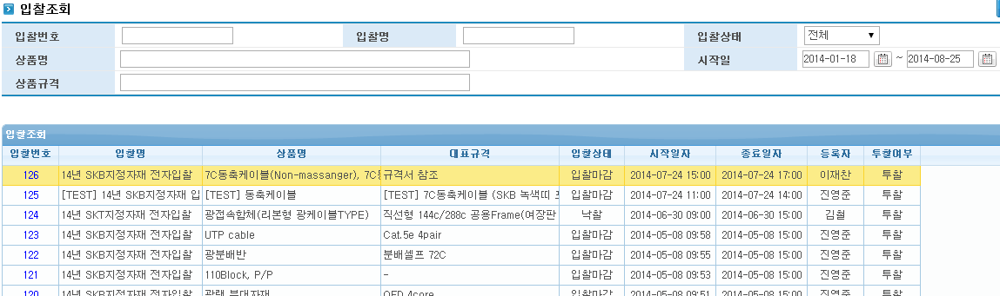 입찰조회
입찰번호 입찰명 입찰상태 전체
상품명 시작일 2014-01-18 ~ 2014-08-25
상품규격
입찰조회
입찰번호 입찰명 상품명 대표규격 입찰상태 시작일자 종료일자 등록자 투찰여부
126 14년 SKB지정자재 전자입찰 7C동축케이블(Non-massanger), 7C 규격서 참조 입찰마감 2014-07-24 15:00 2014-07-24 17:00 이재찬 투찰
125 [TEST] 14년 SKB지정자재 입 [TEST] 동축케이블 [TEST] 7C동축케이블 (SKB 녹색띠 입찰마감 2014-07-24 11:00 2014-07-24 14:00 진영준 투찰
124 14년 SKT지정자재 전자입찰 광접속함체(리본형 광케이블TYPE) 직선형 144c/288c 공용Frame(여장판 낙찰 2014-06-30 09:00 2014-06-30 15:00 김철 투찰
123 14년 SKB지정자재 전자입찰 UTP cable Cat.5e 4pair 입찰마감 2014-05-08 09:58 2014-05-08 15:00 진영준 투찰
122 14년 SKB지정자재 전자입찰 광분배반 분배셀프 72C 입찰마감 2014-05-08 09:55 2014-05-08 15:00 진영준 투찰
121 14년 SKB지정자재 전자입찰 110Block, P/P - 입찰마감 2014-05-08 09:53 2014-05-08 15:00 진영준 투찰
120 14년 SKB지정자재 전자입찰 광랜 부대자재 OFD 4core 입찰마감 2014-05-08 09:51 2014-05-08 15:00 진영준 투찰